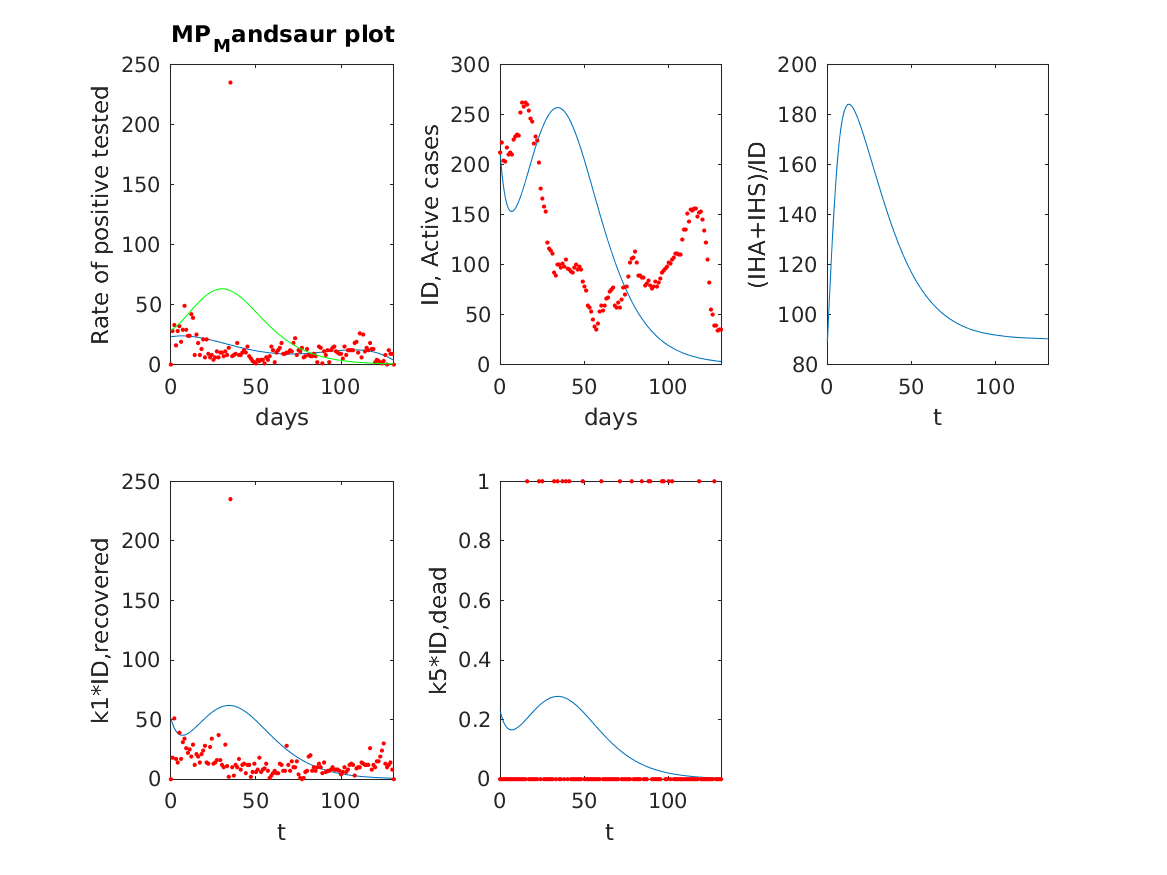 MP_Mandsaur plot
Rate of positive tested
250
200
150
100
50
0
0 50 100
days
ID, Active cases
300
250
200
150
100
50
0
0 50 100
days
(IHA+IHS)/ID
200
180
160
140
120
100
80
0 50 100
t
k1*ID,recovered
250
200
150
100
50
0
0 50 100
t
k5*ID,dead
1
0.8
0.6
0.4
0.2
0
0 50 100
t